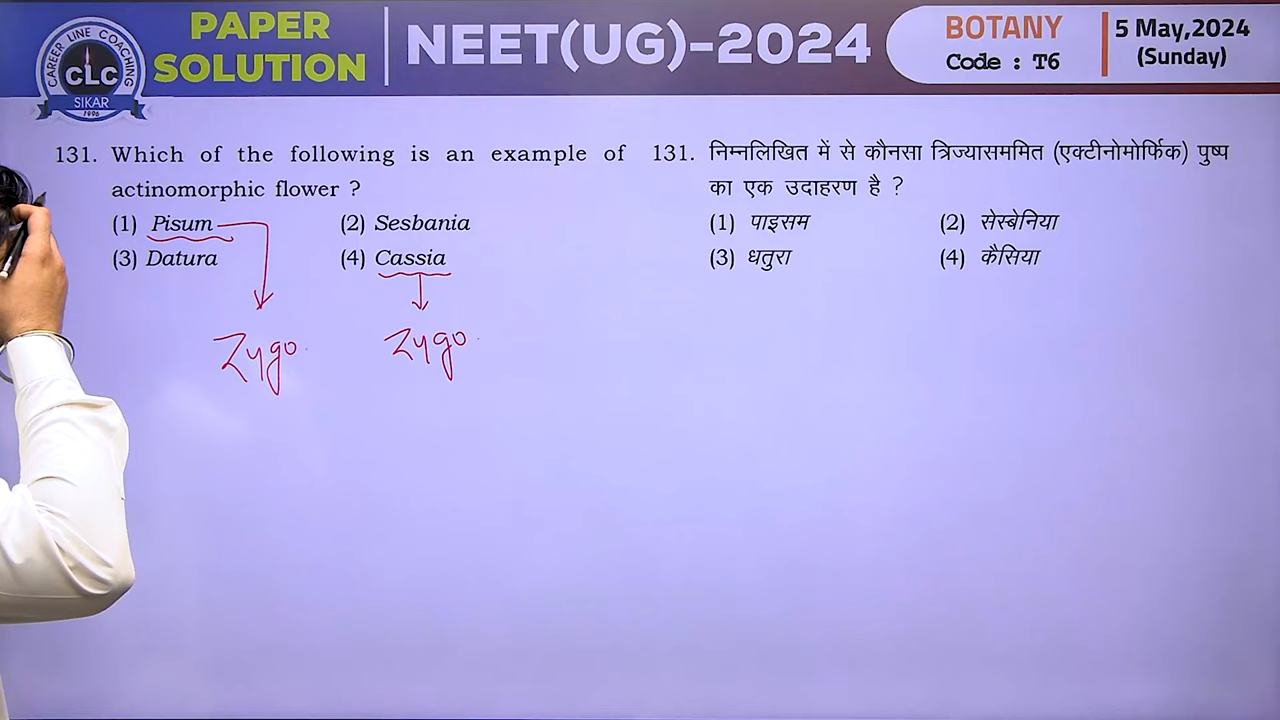 CAREER LINE COACHING
CLC
SIKAR
1996
PAPER
SOLUTION
NEET(UG)-2024
BOTANY
Code : T6
5 May,2024
(Sunday)
131. Which of the following is an example of
actinomorphic flower ?
(1) Pisum (2) Sesbania
(3) Datura (4) Cassia
Zygo
Zygo
131. निम्नलिखित में से कौनसा त्रिज्यासममित (एक्टीनोमोर्फिक) पुष्प
का एक उदाहरण है ?
(1) पाइसम (2) सेस्बेनिया
(3) धतुरा (4) कैसिया